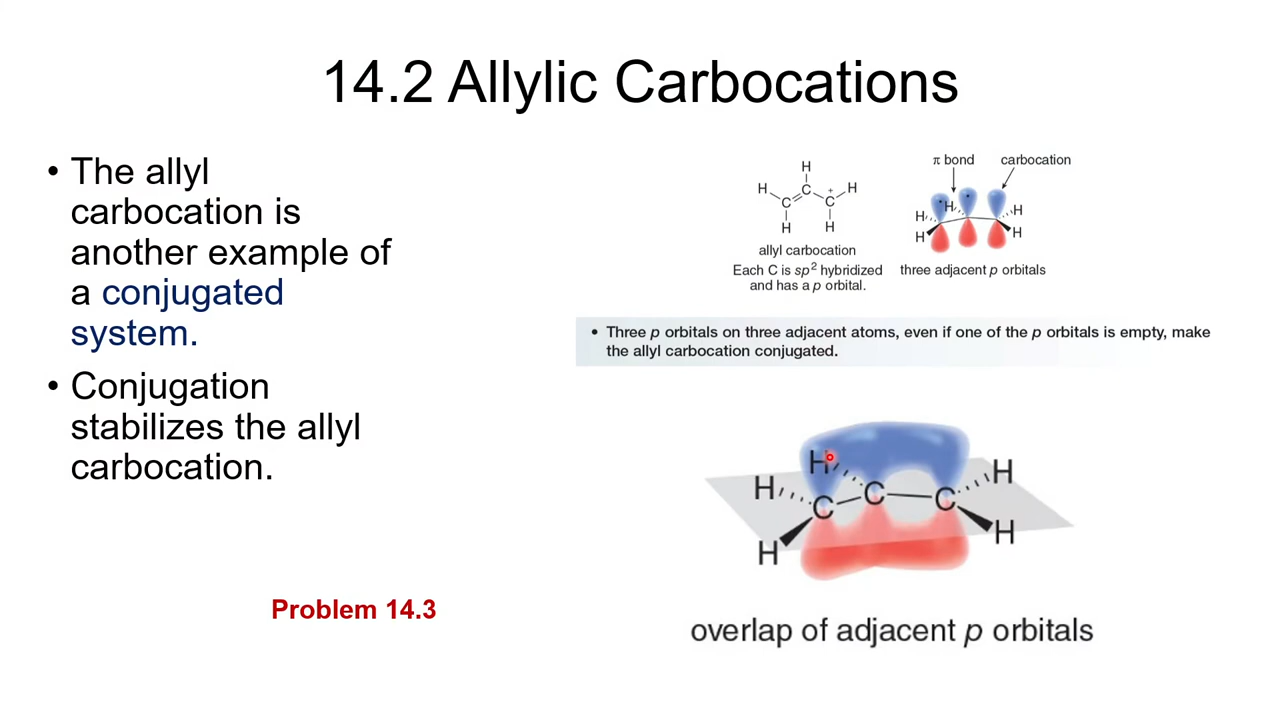 14.2 Allylic Carbocations
• The allyl
carbocation is
another example of
a conjugated
system.
• Conjugation
stabilizes the allyl
carbocation.
Problem 14.3
H
H C C + H
C
H H
allyl carbocation
Each C is sp² hybridized
and has a p orbital.
π bond carbocation
H H H
H H
three adjacent p orbitals
• Three p orbitals on three adjacent atoms, even if one of the p orbitals is empty, make
the allyl carbocation conjugated.
H H
H C C C
H H
overlap of adjacent p orbitals